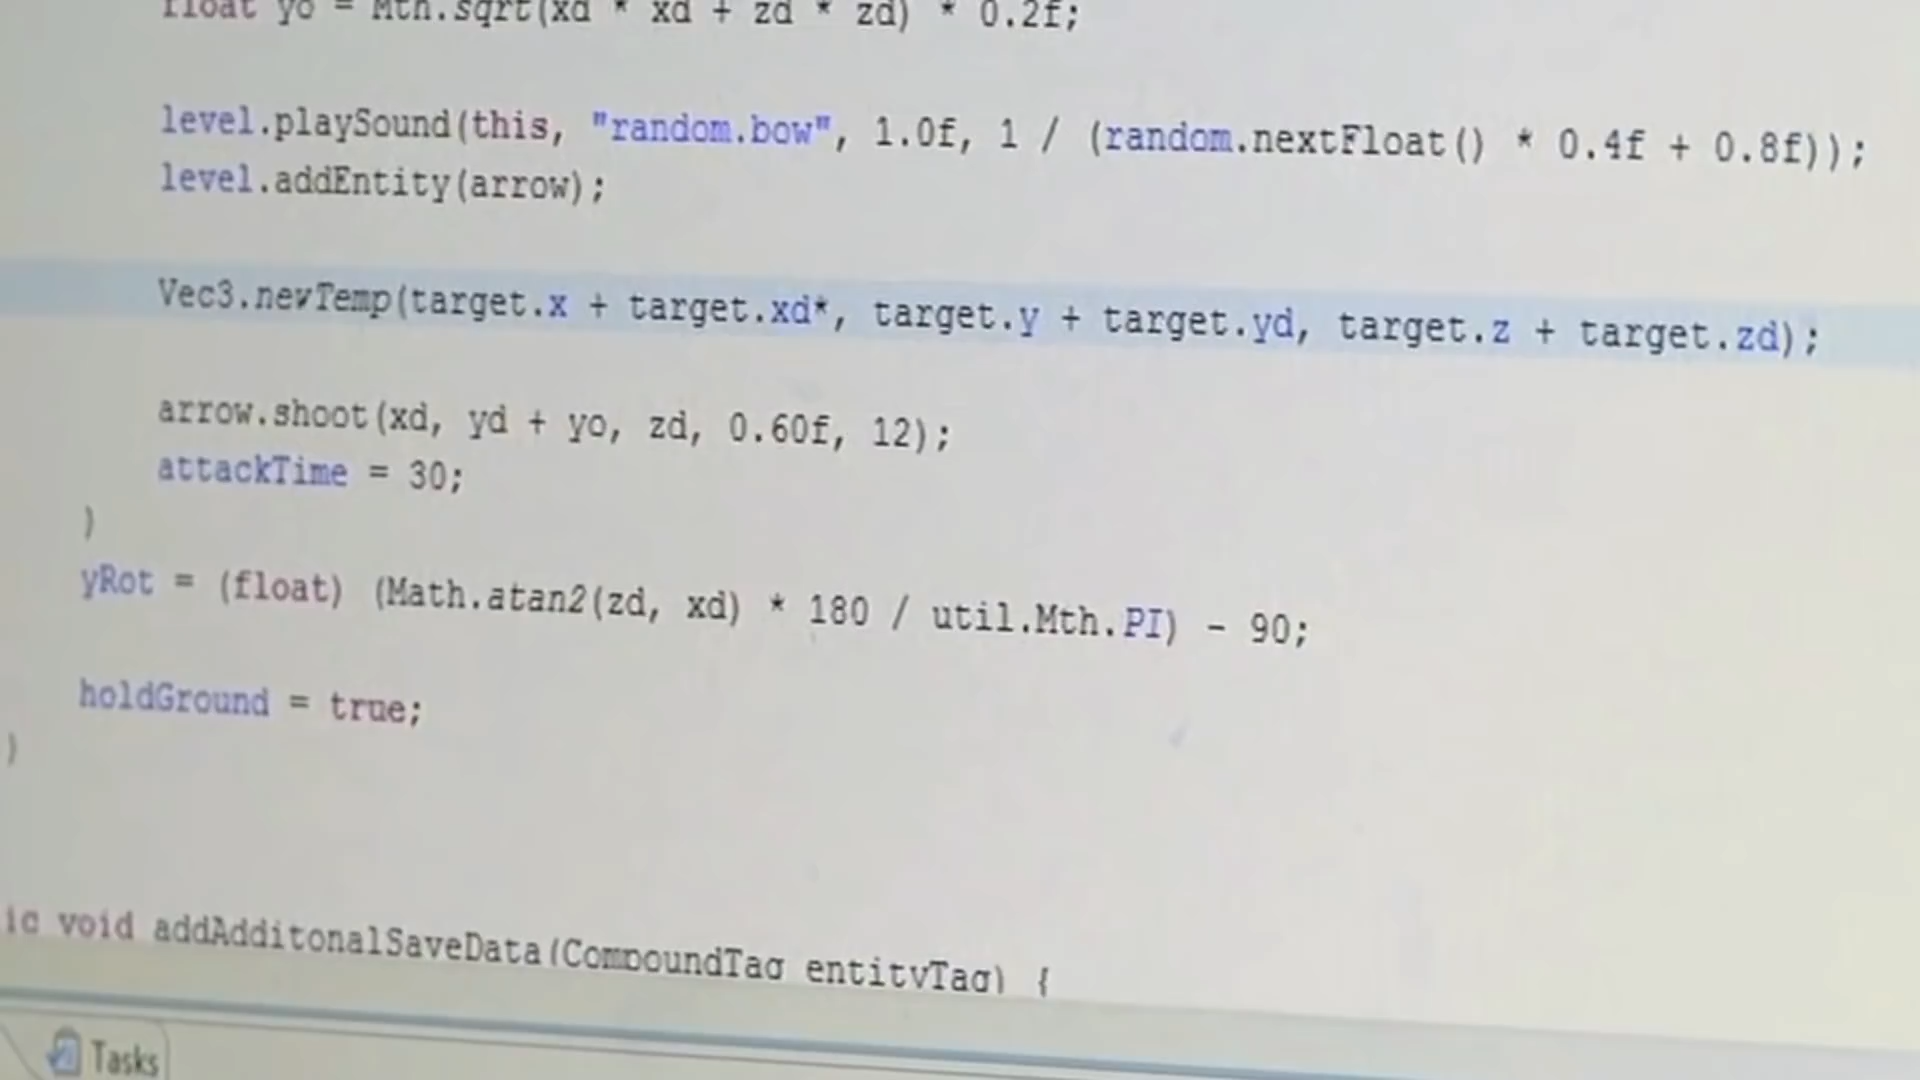 float yo = Mth.sqrt(xd * xd + zd * zd) * 0.2f;
level.playSound(this, "random.bow", 1.0f, 1 / (random.nextFloat() * 0.4f + 0.8f));
level.addEntity(arrow);
Vec3.newTemp(target.x + target.xd*, target.y + target.yd, target.z + target.zd);
arrow.shoot(xd, yd + yo, zd, 0.60f, 12);
attackTime = 30;
}
yRot = (float) (Math.atan2(zd, xd) * 180 / util.Mth.PI) - 90;
holdGround = true;
}
ic void addAdditonalSaveData(CompoundTag entityTag) {
Tasks